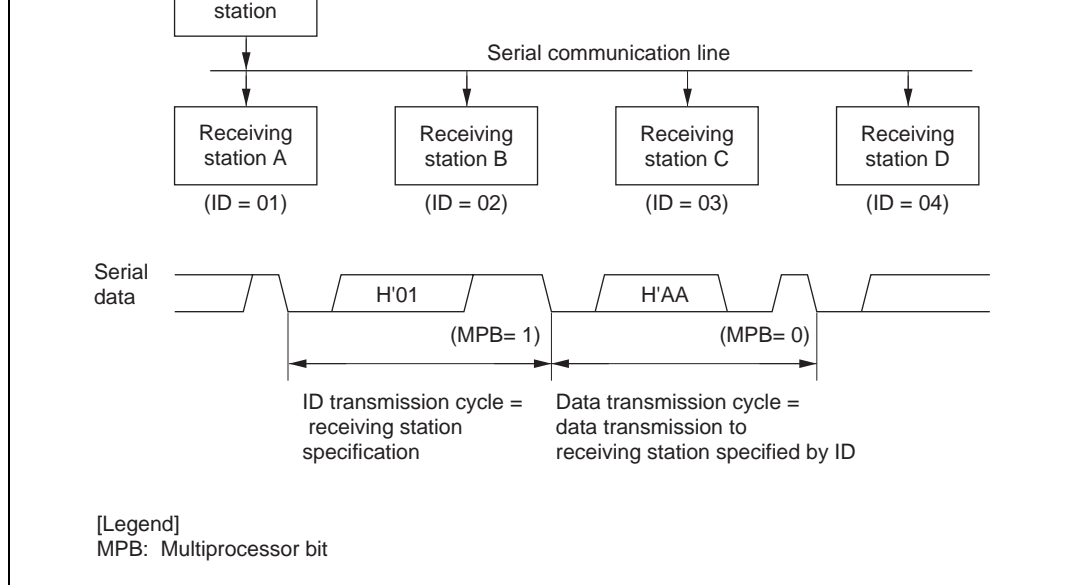 station
Serial communication line
Receiving
station A
Receiving
station B
Receiving
station C
Receiving
station D
(ID = 01)
(ID = 02)
(ID = 03)
(ID = 04)
Serial
data
H'01
H'AA
(MPB= 1)
(MPB= 0)
ID transmission cycle =
receiving station
specification
Data transmission cycle =
data transmission to
receiving station specified by ID
[Legend]
MPB: Multiprocessor bit